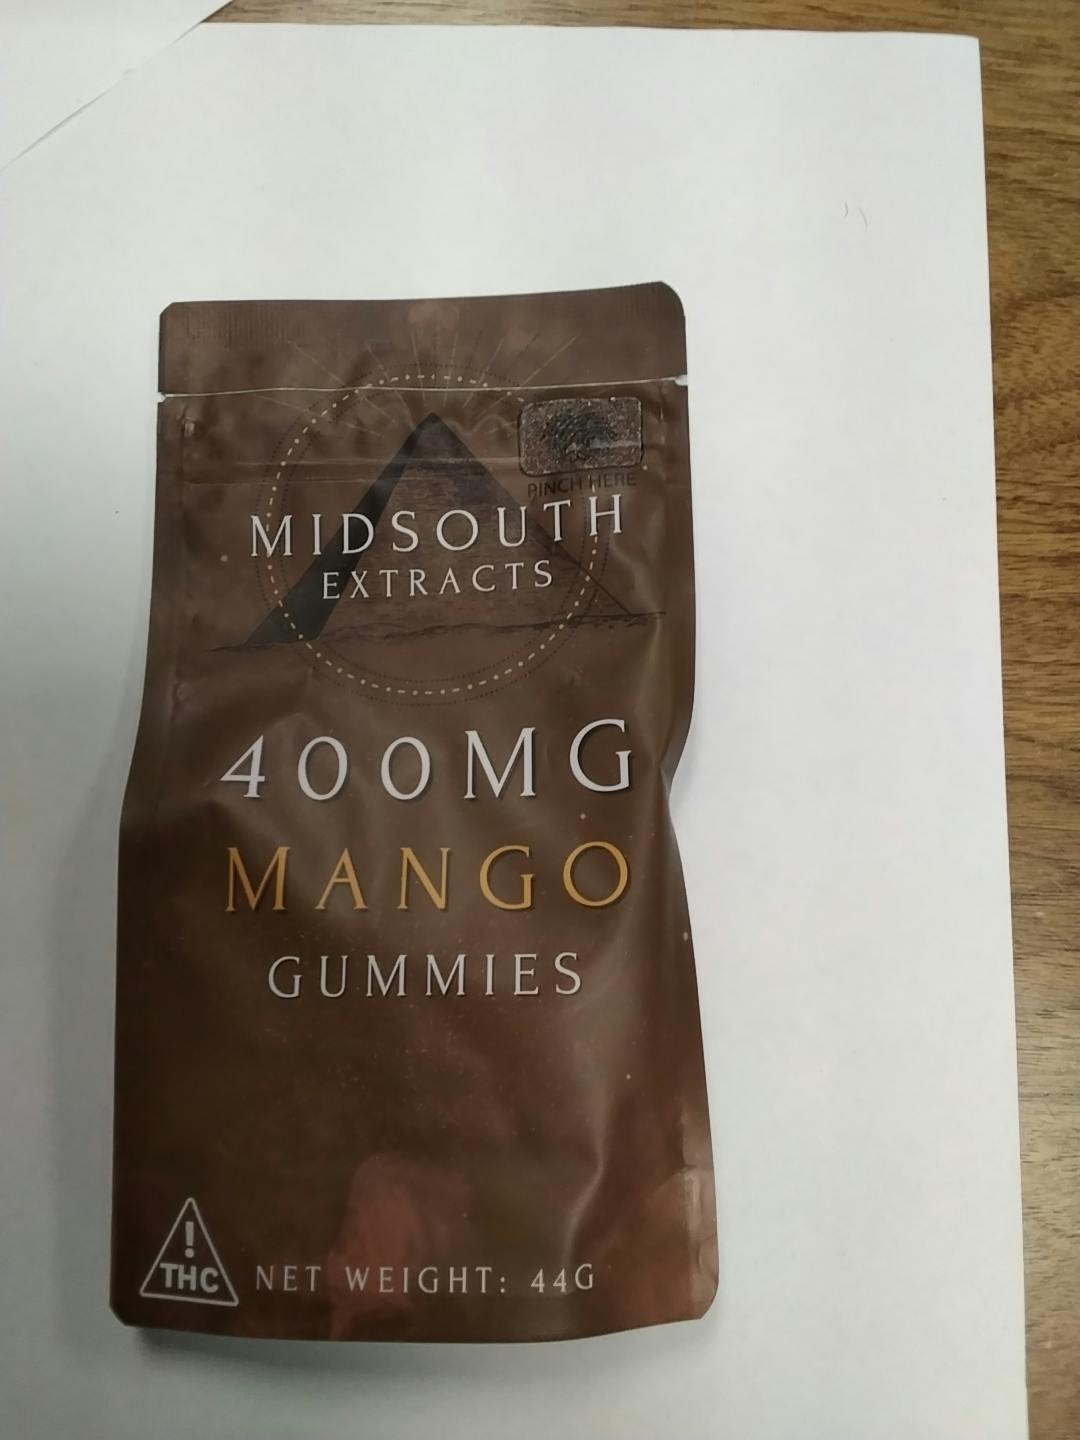 PINCH HERE
MIDSOUTH
EXTRACTS
400MG
MANGO
GUMMIES
!
THC
NET WEIGHT: 44G